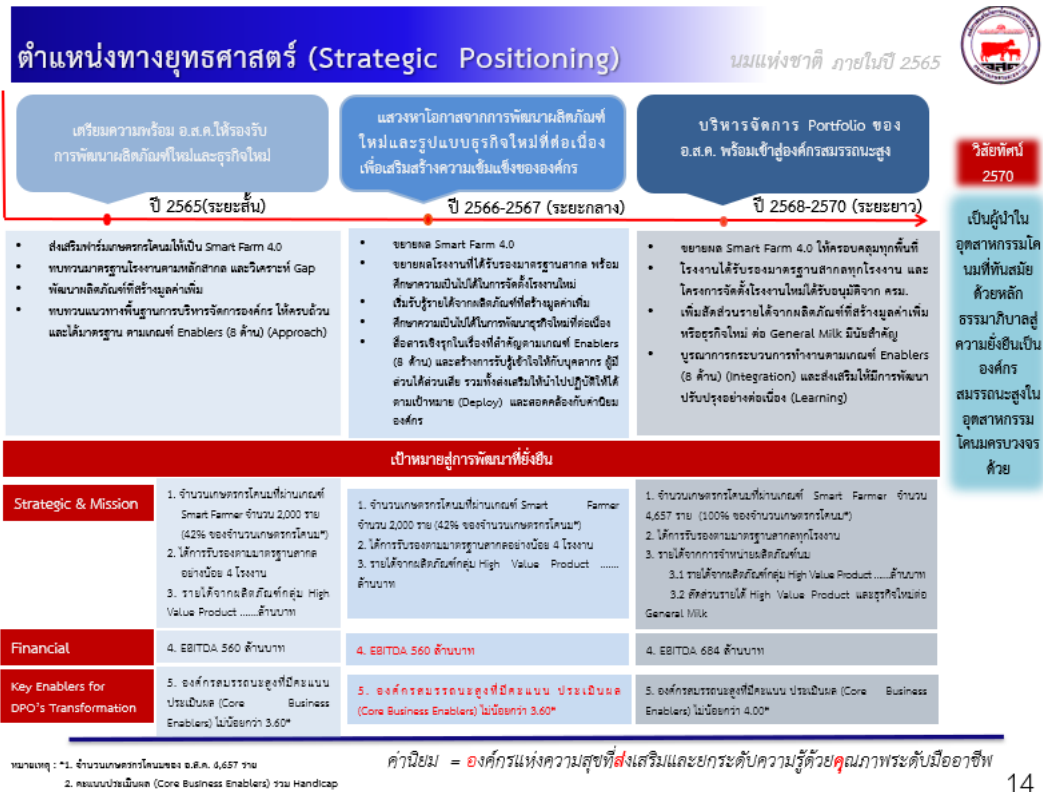 ตำแหน่งทางยุทธศาสตร์ (Strategic Positioning)
นมแห่งชาติ ภายในปี 2565
อ.ส.ค.
เตรียมความพร้อม อ.ส.ค.ให้รองรับ
การพัฒนาผลิตภัณฑ์ใหม่และธุรกิจใหม่
แสวงหาโอกาสจากการพัฒนาผลิตภัณฑ์
ใหม่และรูปแบบธุรกิจใหม่ที่ต่อเนื่อง
เพื่อเสริมสร้างความเข้มแข็งขององค์กร
บริหารจัดการ Portfolio ของ
อ.ส.ค. พร้อมเข้าสู่องค์กรสมรรถนะสูง
ปี 2565(ระยะสั้น)
ปี 2566-2567 (ระยะกลาง)
ปี 2568-2570 (ระยะยาว)
• ส่งเสริมฟาร์มเกษตรกรโคนมให้เป็น Smart Farm 4.0
• ทบทวนมาตรฐานโรงงานตามหลักสากล และวิเคราะห์ Gap
• พัฒนาผลิตภัณฑ์ที่สร้างมูลค่าเพิ่ม
• ทบทวนแนวทางพื้นฐานการบริหารจัดการองค์กร ให้ครบถ้วน
และได้มาตรฐาน ตามเกณฑ์ Enablers (8 ด้าน) (Approach)
• ขยายผล Smart Farm 4.0
• ขยายผลโรงงานที่ได้รับรองมาตรฐานสากล พร้อม
ศึกษาความเป็นไปได้ในการจัดตั้งโรงงานใหม่
• เริ่มรับรู้รายได้จากผลิตภัณฑ์ที่สร้างมูลค่าเพิ่ม
• ศึกษาความเป็นไปได้ในการพัฒนาธุรกิจใหม่ที่ต่อเนื่อง
• สื่อสารเชิงรุกในเรื่องที่สำคัญตามเกณฑ์ Enablers
(8 ด้าน) และสร้างการรับรู้เข้าใจให้กับบุคลากร ผู้มี
ส่วนได้ส่วนเสีย รวมทั้งส่งเสริมให้นำไปปฏิบัติให้ได้
ตามเป้าหมาย (Deploy) และสอดคล้องกับค่านิยม
องค์กร
• ขยายผล Smart Farm 4.0 ให้ครอบคลุมทุกพื้นที่
• โรงงานได้รับรองมาตรฐานสากลทุกโรงงาน และ
โครงการจัดตั้งโรงงานใหม่ได้รับอนุมัติจาก ครม.
• เพิ่มสัดส่วนรายได้จากผลิตภัณฑ์ที่สร้างมูลค่าเพิ่ม
หรือธุรกิจใหม่ ต่อ General Milk มีนัยสำคัญ
• บูรณาการกระบวนการทำงานตามเกณฑ์ Enablers
(8 ด้าน) (Integration) และส่งเสริมให้มีการพัฒนา
ปรับปรุงอย่างต่อเนื่อง (Learning)
วิสัยทัศน์
2570
เป็นผู้นำใน
อุตสาหกรรมโค
นมที่ทันสมัย
ด้วยหลัก
ธรรมาภิบาลสู่
ความยั่งยืนเป็น
องค์กร
สมรรถนะสูงใน
อุตสาหกรรม
โคนมครบวงจร
ด้วย
เป้าหมายสู่การพัฒนาที่ยั่งยืน
Strategic & Mission
1. จำนวนเกษตรกรโคนมที่ผ่านเกณฑ์
Smart Farmer จำนวน 2,000 ราย
(42% ของจำนวนเกษตรกรโคนม*)
2. ได้การรับรองตามมาตรฐานสากล
อย่างน้อย 4 โรงงาน
3. รายได้จากผลิตภัณฑ์กลุ่ม High
Value Product ......ล้านบาท
1. จำนวนเกษตรกรโคนมที่ผ่านเกณฑ์ Smart Farmer
จำนวน 2,000 ราย (42% ของจำนวนเกษตรกรโคนม*)
2. ได้การรับรองตามมาตรฐานสากลอย่างน้อย 4 โรงงาน
3. รายได้จากผลิตภัณฑ์กลุ่ม High Value Product .......
ล้านบาท
1. จำนวนเกษตรกรโคนมที่ผ่านเกณฑ์ Smart Farmer จำนวน
4,657 ราย (100% ของจำนวนเกษตรกรโคนม*)
2. ได้การรับรองตามมาตรฐานสากลทุกโรงงาน
3. รายได้จากการจำหน่ายผลิตภัณฑ์นม
3.1 รายได้จากผลิตภัณฑ์กลุ่ม High Value Product ......ล้านบาท
3.2 สัดส่วนรายได้ High Value Product และธุรกิจใหม่ต่อ
General Milk
Financial
4. EBITDA 560 ล้านบาท
4. EBITDA 560 ล้านบาท
4. EBITDA 684 ล้านบาท
Key Enablers for
DPO's Transformation
5. องค์กรสมรรถนะสูงที่มีคะแนน
ประเมินผล (Core Business
Enablers) ไม่น้อยกว่า 3.60*
5. องค์กรสมรรถนะสูงที่มีคะแนน ประเมินผล
(Core Business Enablers) ไม่น้อยกว่า 3.60*
5. องค์กรสมรรถนะสูงที่มีคะแนน ประเมินผล (Core Business
Enablers) ไม่น้อยกว่า 4.00*
หมายเหตุ : *1. จำนวนเกษตรกรโคนมของ อ.ส.ค. 4,657 ราย
2. คะแนนประเมินผล (Core Business Enablers) รวม Handicap
ค่านิยม = องค์กรแห่งความสุขที่ส่งเสริมและยกระดับความรู้ด้วยคุณภาพระดับมืออาชีพ
14